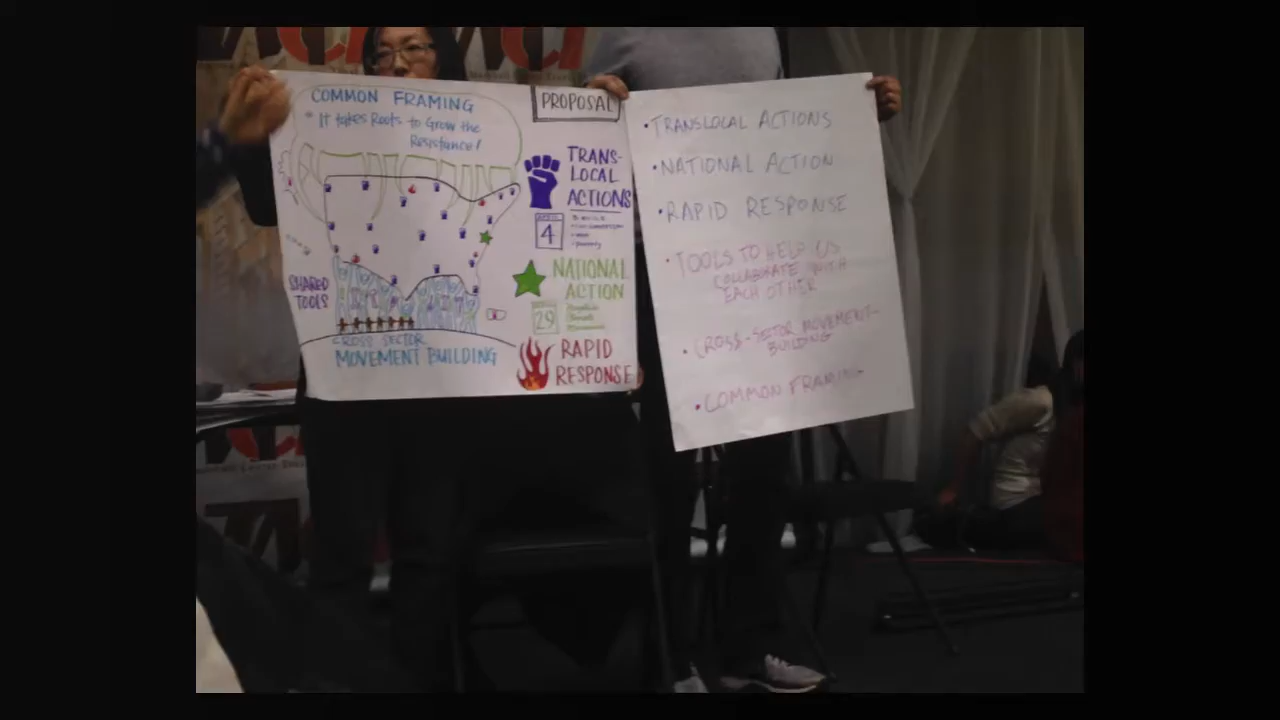 COMMON FRAMING
* It takes Roots to Grow the
Resistance!
PROPOSAL
TRANS-
LOCAL
ACTIONS
APRIL
4
NATIONAL
ACTION
29
RAPID
RESPONSE
SHARED
TOOLS
CROSS SECTOR
MOVEMENT BUILDING
• TRANSLOCAL ACTIONS
• NATIONAL ACTION
• RAPID RESPONSE
• TOOLS TO HELP US
COLLABORATE WITH
EACH OTHER
• CROSS-SECTOR MOVEMENT-
BUILDING
• COMMON FRAMING